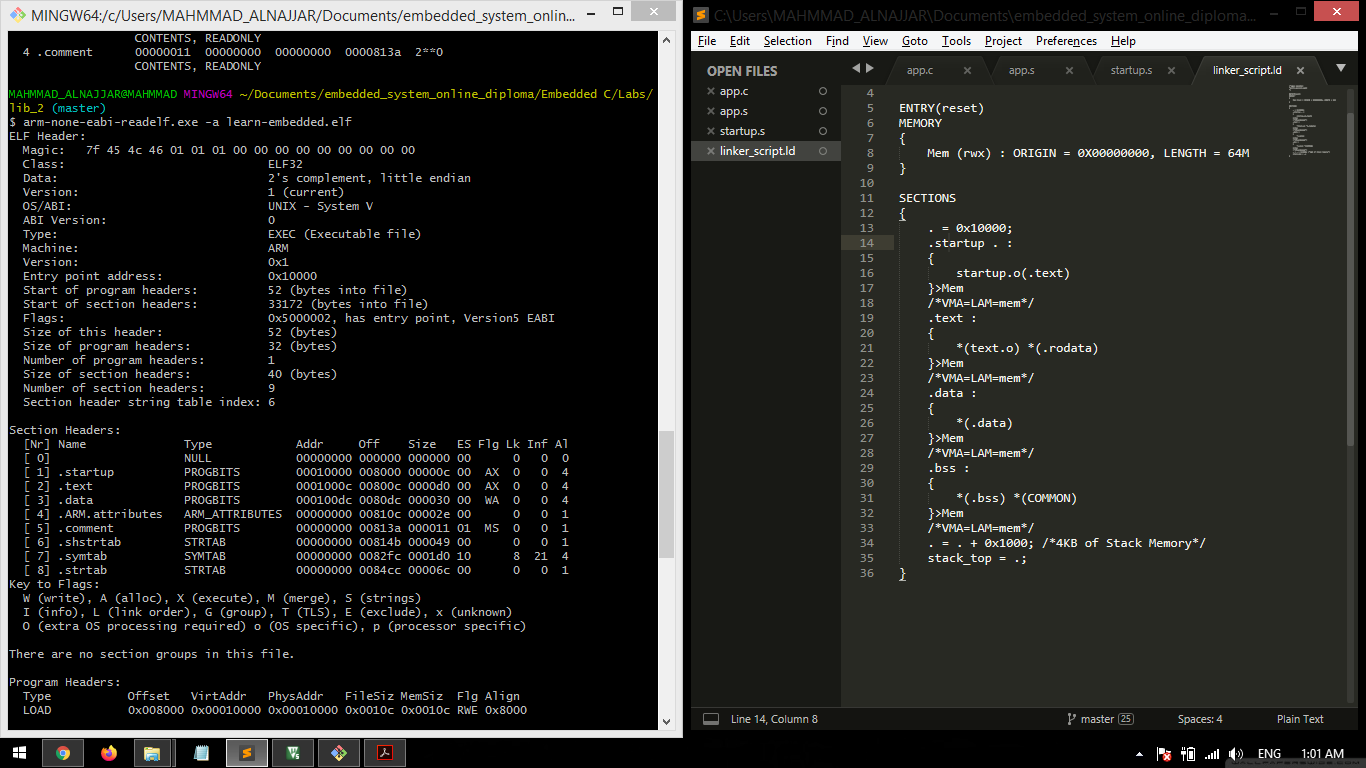 MINGW64:/c/Users/MAHMMAD_ALNAJJAR/Documents/embedded_system_onlin...
CONTENTS, READONLY
4 .comment 00000011 00000000 00000000 0000813a 2**0
CONTENTS, READONLY
MAHMMAD_ALNAJJAR@MAHMMAD MINGW64 ~/Documents/embedded_system_online_diploma/Embedded C/Labs/
lib_2 (master)
$ arm-none-eabi-readelf.exe -a learn-embedded.elf
ELF Header:
Magic: 7f 45 4c 46 01 01 01 00 00 00 00 00 00 00 00 00
Class: ELF32
Data: 2's complement, little endian
Version: 1 (current)
OS/ABI: UNIX - System V
ABI Version: 0
Type: EXEC (Executable file)
Machine: ARM
Version: 0x1
Entry point address: 0x10000
Start of program headers: 52 (bytes into file)
Start of section headers: 33172 (bytes into file)
Flags: 0x5000002, has entry point, Version5 EABI
Size of this header: 52 (bytes)
Size of program headers: 32 (bytes)
Number of program headers: 1
Size of section headers: 40 (bytes)
Number of section headers: 9
Section header string table index: 6
Section Headers:
[Nr] Name Type Addr Off Size ES Flg Lk Inf Al
[ 0] NULL 00000000 000000 000000 00 0 0 0
[ 1] .startup PROGBITS 00010000 008000 00000c 00 AX 0 0 4
[ 2] .text PROGBITS 0001000c 00800c 0000d0 00 AX 0 0 4
[ 3] .data PROGBITS 000100dc 0080dc 000030 00 WA 0 0 4
[ 4] .ARM.attributes ARM_ATTRIBUTES 00000000 00810c 00002e 00 0 0 1
[ 5] .comment PROGBITS 00000000 00813a 000011 01 MS 0 0 1
[ 6] .shstrtab STRTAB 00000000 00814b 000049 00 0 0 1
[ 7] .symtab SYMTAB 00000000 0082fc 0001d0 10 8 21 4
[ 8] .strtab STRTAB 00000000 0084cc 00006c 00 0 0 1
Key to Flags:
W (write), A (alloc), X (execute), M (merge), S (strings)
I (info), L (link order), G (group), T (TLS), E (exclude), x (unknown)
O (extra OS processing required) o (OS specific), p (processor specific)
There are no section groups in this file.
Program Headers:
Type Offset VirtAddr PhysAddr FileSiz MemSiz Flg Align
LOAD 0x008000 0x00010000 0x00010000 0x0010c 0x0010c RWE 0x8000
C:\Users\MAHMMAD_ALNAJJAR\Documents\embedded_system_online_diploma...
File Edit Selection Find View Goto Tools Project Preferences Help
OPEN FILES
app.c
app.s
startup.s
linker_script.ld
app.c app.s startup.s linker_script.ld
4
5 ENTRY(reset)
6 MEMORY
7 {
8 Mem (rwx) : ORIGIN = 0X00000000, LENGTH = 64M
9 }
10
11 SECTIONS
12 {
13 . = 0x10000;
14 .startup . :
15 {
16 startup.o(.text)
17 }>Mem
18 /*VMA=LAM=mem*/
19 .text :
20 {
21 *(text.o) *(.rodata)
22 }>Mem
23 /*VMA=LAM=mem*/
24 .data :
25 {
26 *(.data)
27 }>Mem
28 /*VMA=LAM=mem*/
29 .bss :
30 {
31 *(.bss) *(COMMON)
32 }>Mem
33 /*VMA=LAM=mem*/
34 . = . + 0x1000; /*4KB of Stack Memory*/
35 stack_top = .;
36 }
Line 14, Column 8 master 25 Spaces: 4 Plain Text
ENG 1:01 AM